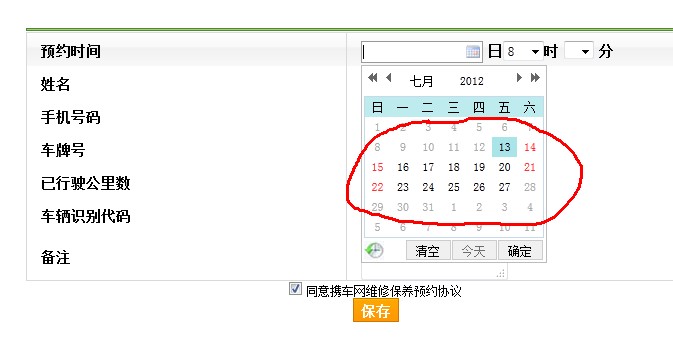 预约时间 日 8 时 分
七月 2012
姓名
日 一 二 三 四 五 六
手机号码
1 2 3 4 5 6 7
车牌号
8 9 10 11 12 13 14
15 16 17 18 19 20 21
已行驶公里数
22 23 24 25 26 27 28
车辆识别代码
29 30 31 1 2 3 4
5 6 7 8 9 10 11
备注
清空 今天 确定
同意携车网维修保养预约协议
保存